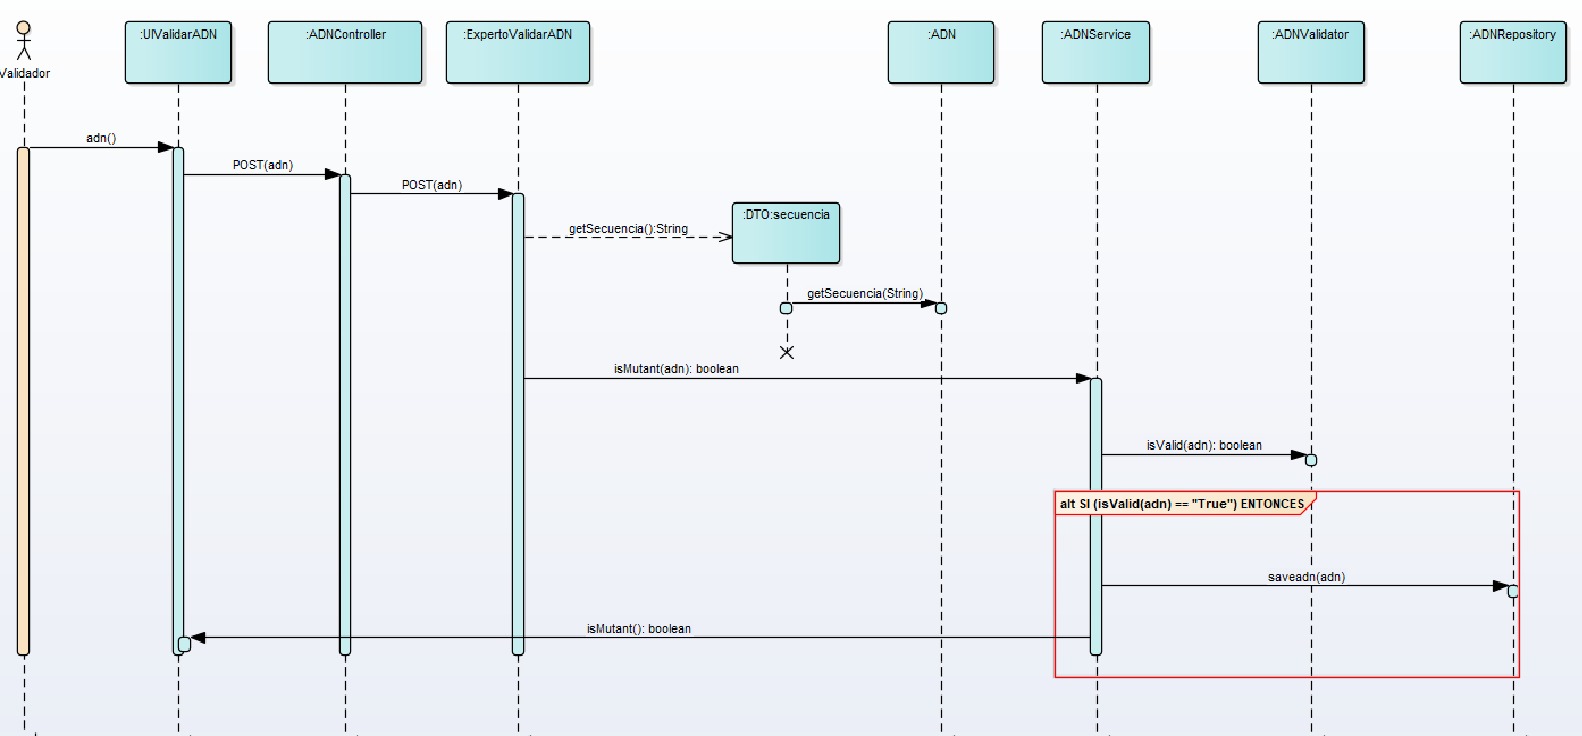 :UIValidarADN
:ADNController
:ExpertoValidarADN
:ADN
:ADNService
:ADNValidator
:ADNRepository
Validador
adn()
POST(adn)
POST(adn)
:DTO:secuencia
getSecuencia():String
getSecuencia(String)
isMutant(adn): boolean
isValid(adn): boolean
alt SI (isValid(adn) == "True") ENTONCES
saveadn(adn)
isMutant(): boolean